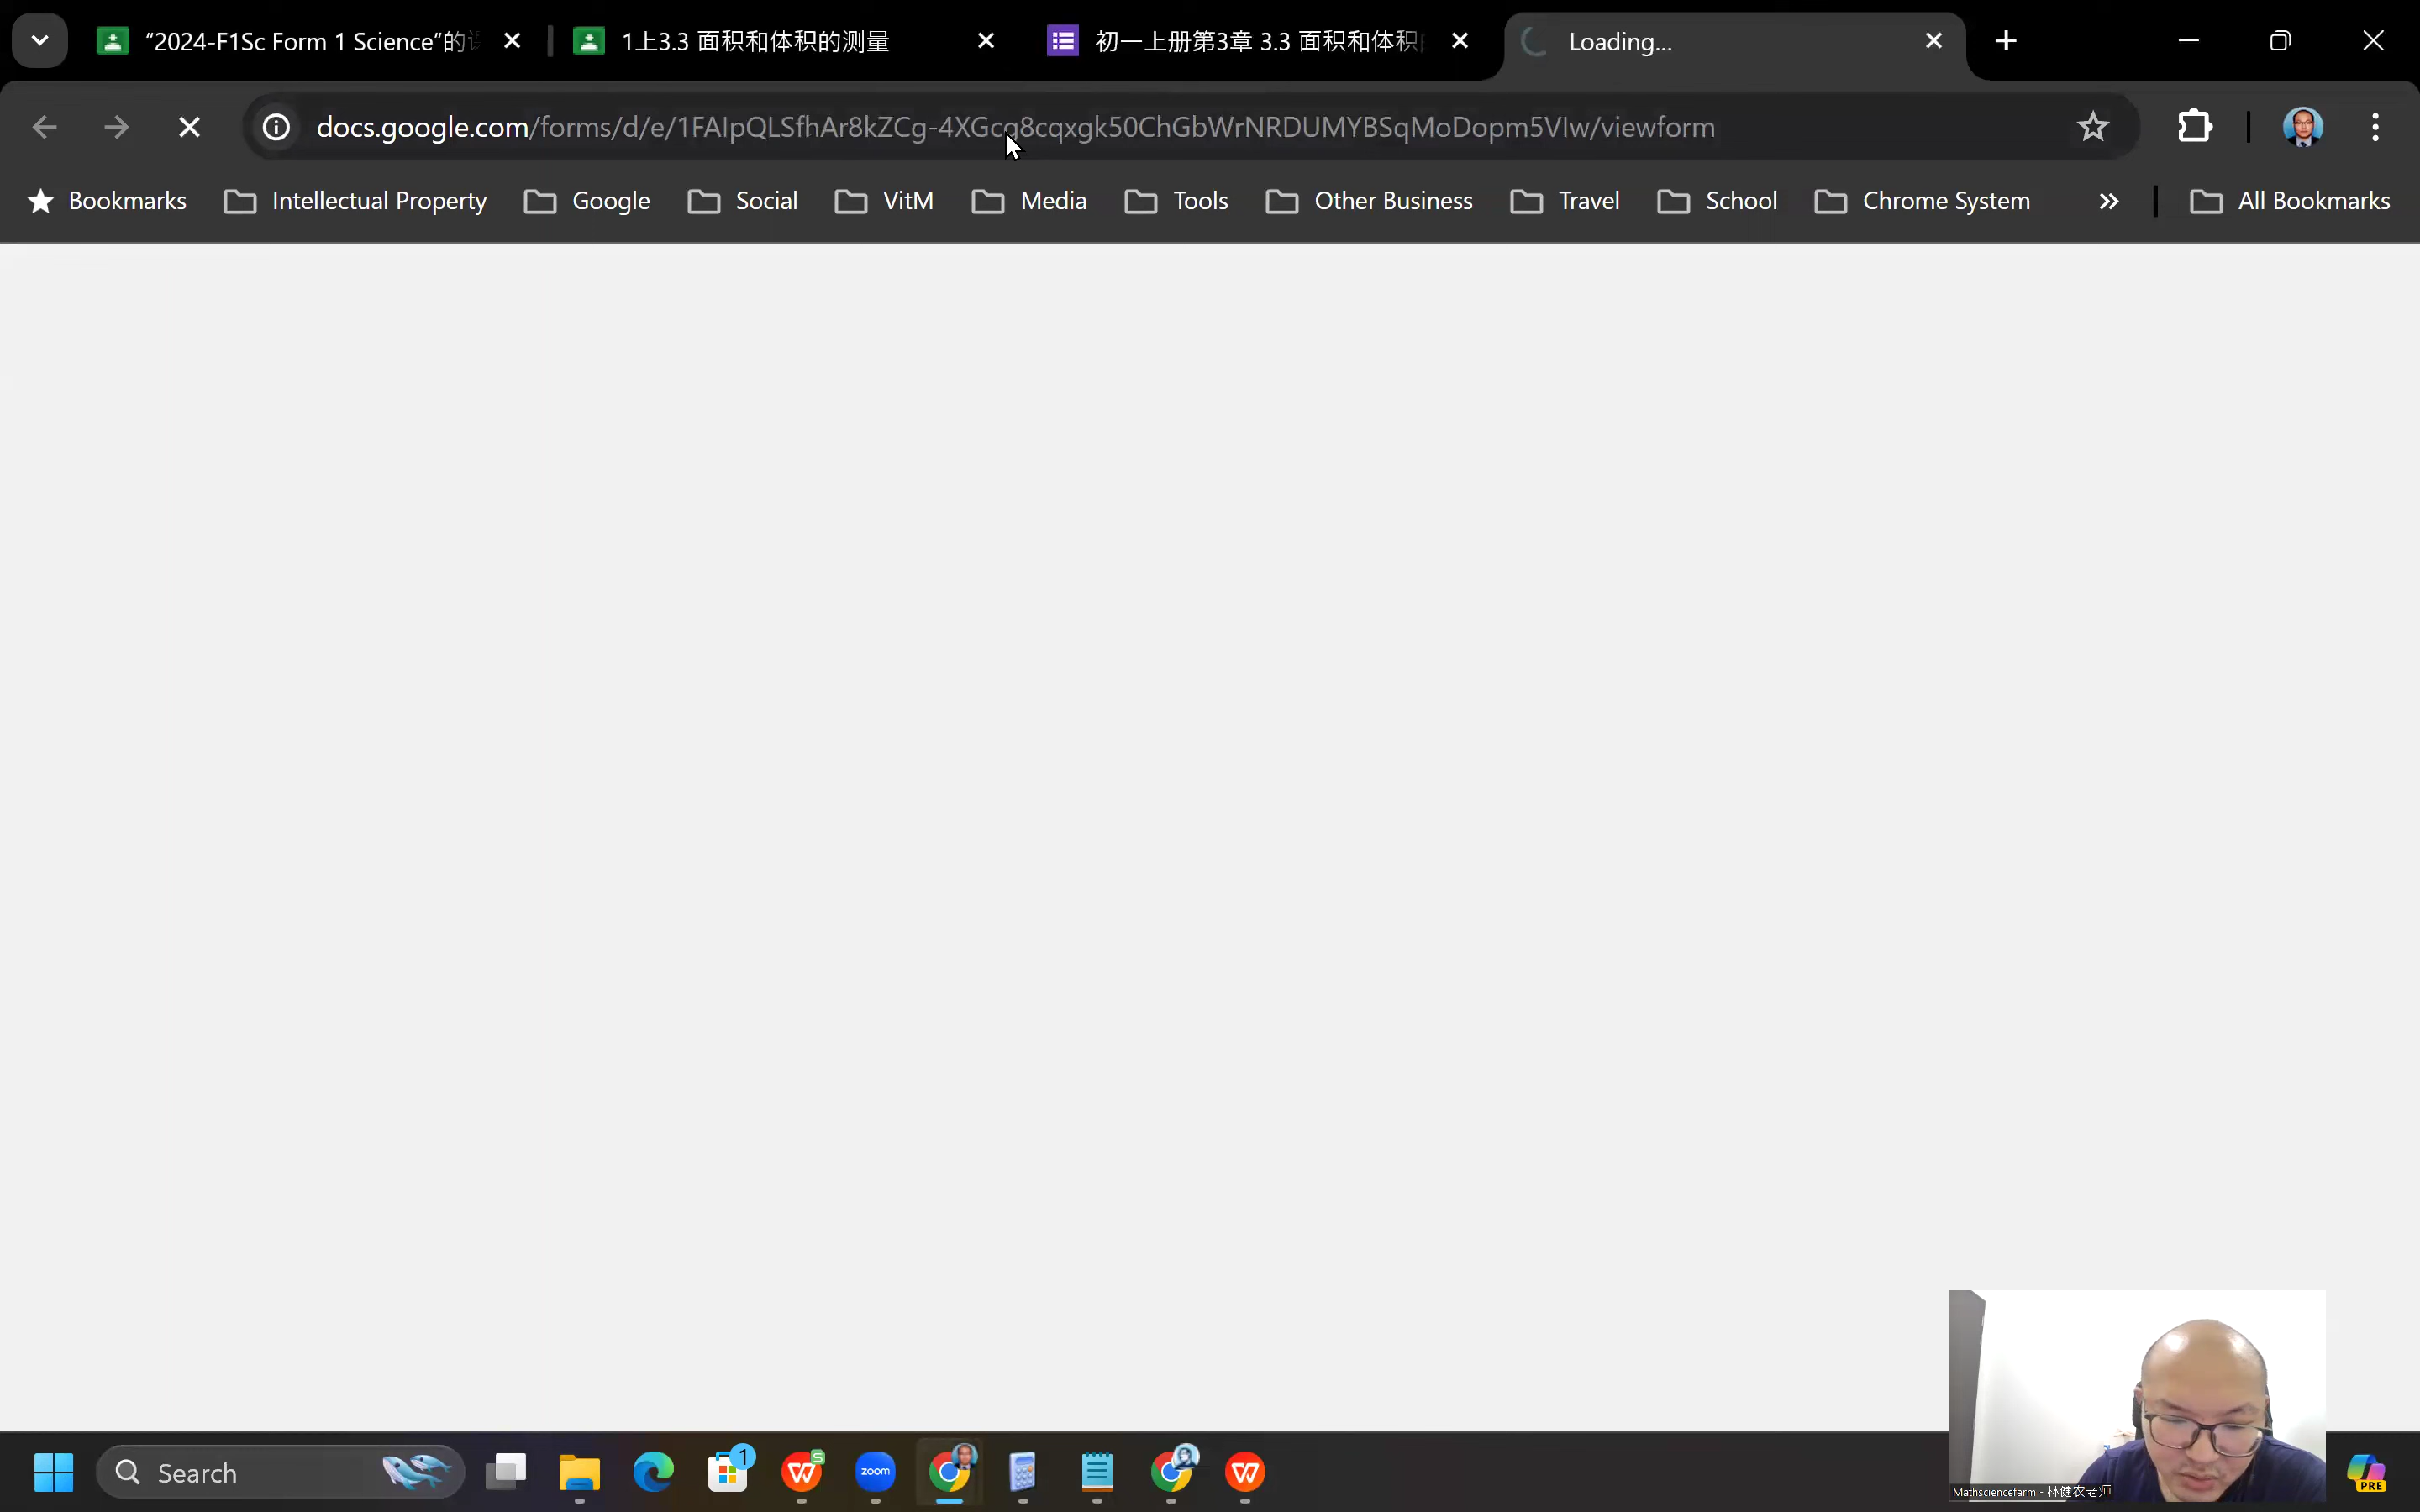 “2024-F1Sc Form 1 Science”的
1上3.3 面积和体积的测量
初一上册第3章 3.3 面积和体积
Loading...
docs.google.com/forms/d/e/1FAIpQLSfhAr8kZCg-4XGcg8cqxgk50ChGbWrNRDUMYBSqMoDopm5VIw/viewform
Bookmarks
Intellectual Property
Google
Social
VitM
Media
Tools
Other Business
Travel
School
Chrome System
All Bookmarks
Search
1
S
zoom
PRE
Mathsciencefarm - 林健农老师